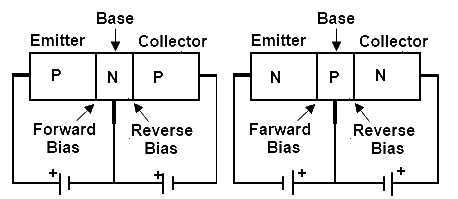 Base
Emitter
Collector
P
N
P
Forward
Bias
Reverse
Bias
+
+
Base
Emitter
Collector
N
P
N
Farward
Bias
Reverse
Bias
+
+